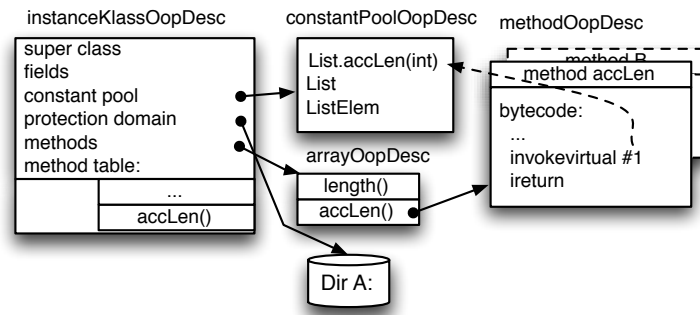 instanceKlassOopDesc
super class
fields
constant pool
protection domain
methods
method table:
...
accLen()
constantPoolOopDesc
List.accLen(int)
List
ListElem
arrayOopDesc
length()
accLen()
Dir A:
methodOopDesc
method B
method accLen
bytecode:
...
invokevirtual #1
ireturn